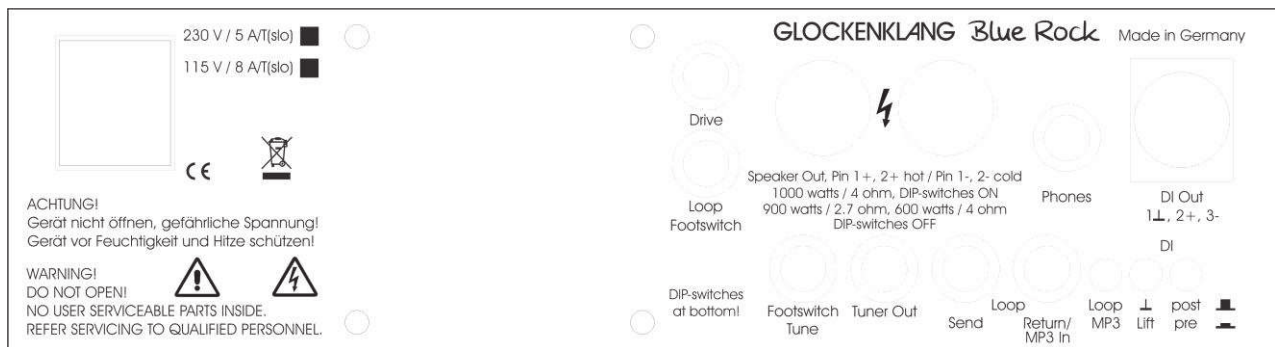 230 V / 5 A/T(slo)
115 V / 8 A/T(slo)
CE
ACHTUNG!
Gerät nicht öffnen, gefährliche Spannung!
Gerät vor Feuchtigkeit und Hitze schützen!
WARNING!
DO NOT OPEN!
NO USER SERVICEABLE PARTS INSIDE.
REFER SERVICING TO QUALIFIED PERSONNEL.
GLOCKENKLANG Blue Rock Made in Germany
Drive
Loop
Footswitch
Speaker Out, Pin 1+, 2+ hot / Pin 1-, 2- cold
1000 watts / 4 ohm, DIP-switches ON
900 watts / 2.7 ohm, 600 watts / 4 ohm
DIP-switches OFF
Phones
DI Out
1⊥, 2+, 3-
DI
DIP-switches
at bottom!
Footswitch
Tune
Tuner Out
Loop
Send
Return/
MP3 In
Loop
MP3
⊥
Lift
post
pre